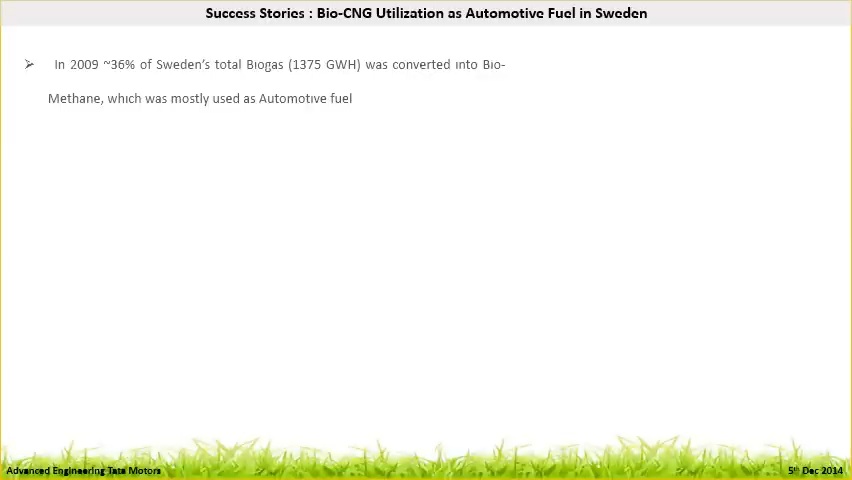 Success Stories : Bio-CNG Utilization as Automotive Fuel in Sweden
➢ In 2009 ~36% of Sweden's total Biogas (1375 GWH) was converted into Bio-
Methane, which was mostly used as Automotive fuel
Advanced Engineering Tata Motors
5th Dec 2014